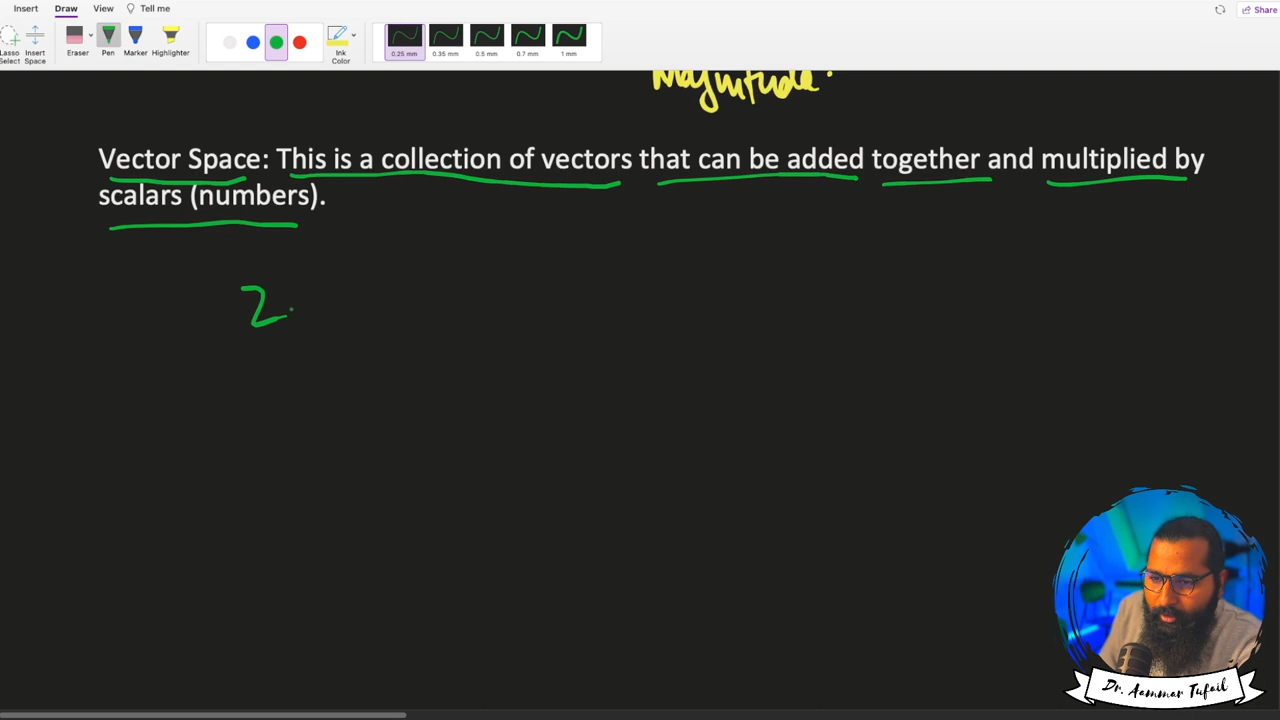 Insert Draw View Tell me
Share
Lasso Select
Insert Space
Eraser
Pen
Marker
Highlighter
Ink Color
0.25 mm
0.35 mm
0.5 mm
0.7 mm
1 mm
Magnitude.
Vector Space: This is a collection of vectors that can be added together and multiplied by
scalars (numbers).
2
Dr. Aammar Tufail